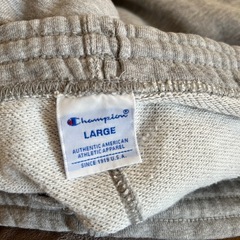 Champion
LARGE
AUTHENTIC AMERICAN
ATHLETIC APPAREL
SINCE 1919 U.S.A.